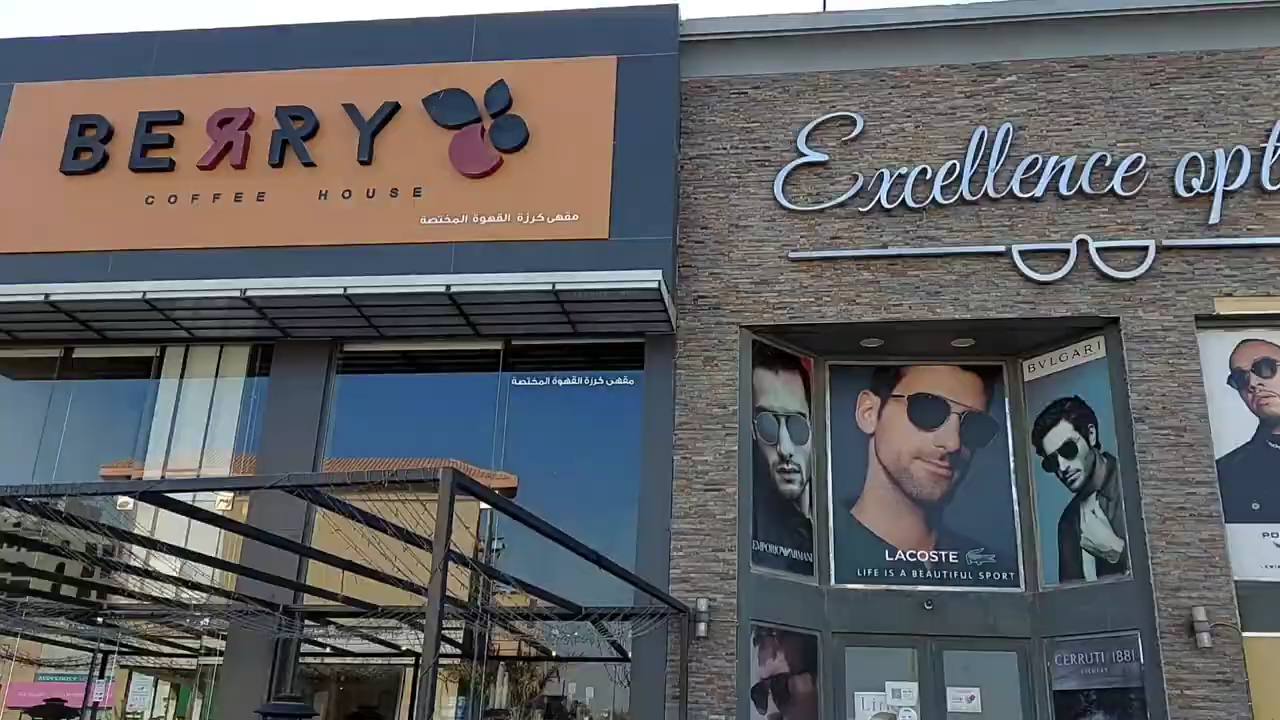 BERRY
COFFEE HOUSE
مقهى كرزة القهوة المختصة
مقهى كرزة القهوة المختصة
Excellence opt
BVLGARI
EMPORIO ARMANI
LACOSTE
LIFE IS A BEAUTIFUL SPORT
CERRUTI 1881